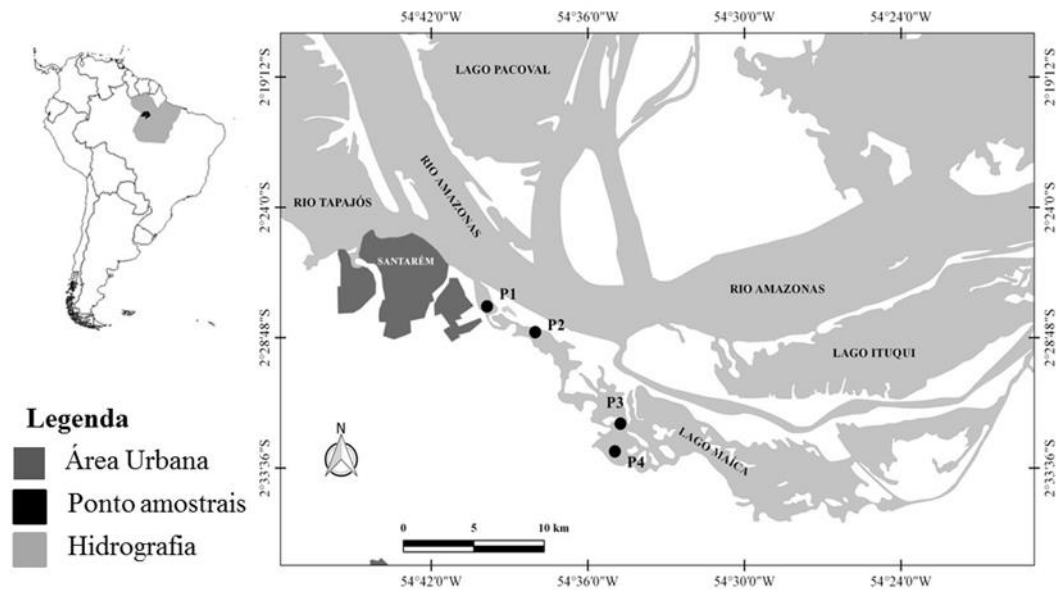 54°42'0"W
54°36'0"W
54°30'0"W
54°24'0"W
2°19'12"S
2°19'12"S
LAGO PACOVAL
RIO AMAZONAS
RIO TAPAJÓS
2°24'0"S
2°24'0"S
SANTARÉM
RIO AMAZONAS
P1
P2
2°28'48"S
2°28'48"S
LAGO ITUQUI
P3
LAGO MAÍCA
P4
2°33'36"S
2°33'36"S
N
0 5 10 km
54°42'0"W
54°36'0"W
54°30'0"W
54°24'0"W
Legenda
Área Urbana
Ponto amostrais
Hidrografia